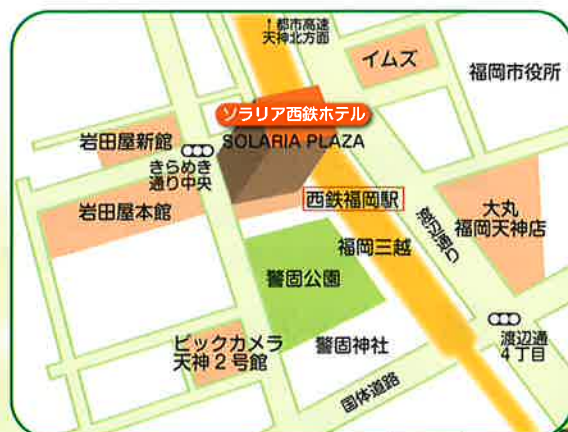 ↑都市高速
天神北方面
イムズ
福岡市役所
ソラリア西鉄ホテル
SOLARIA PLAZA
岩田屋新館
きらめき
通り中央
岩田屋本館
西鉄福岡駅
渡辺通り
大丸
福岡天神店
福岡三越
警固公園
ビックカメラ
天神2号館
警固神社
渡辺通
4丁目
国体道路